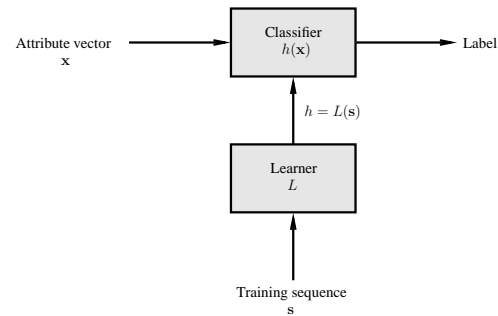 Classifier
h(x)
Attribute vector
x
Label
h = L(s)
Learner
L
Training sequence
s